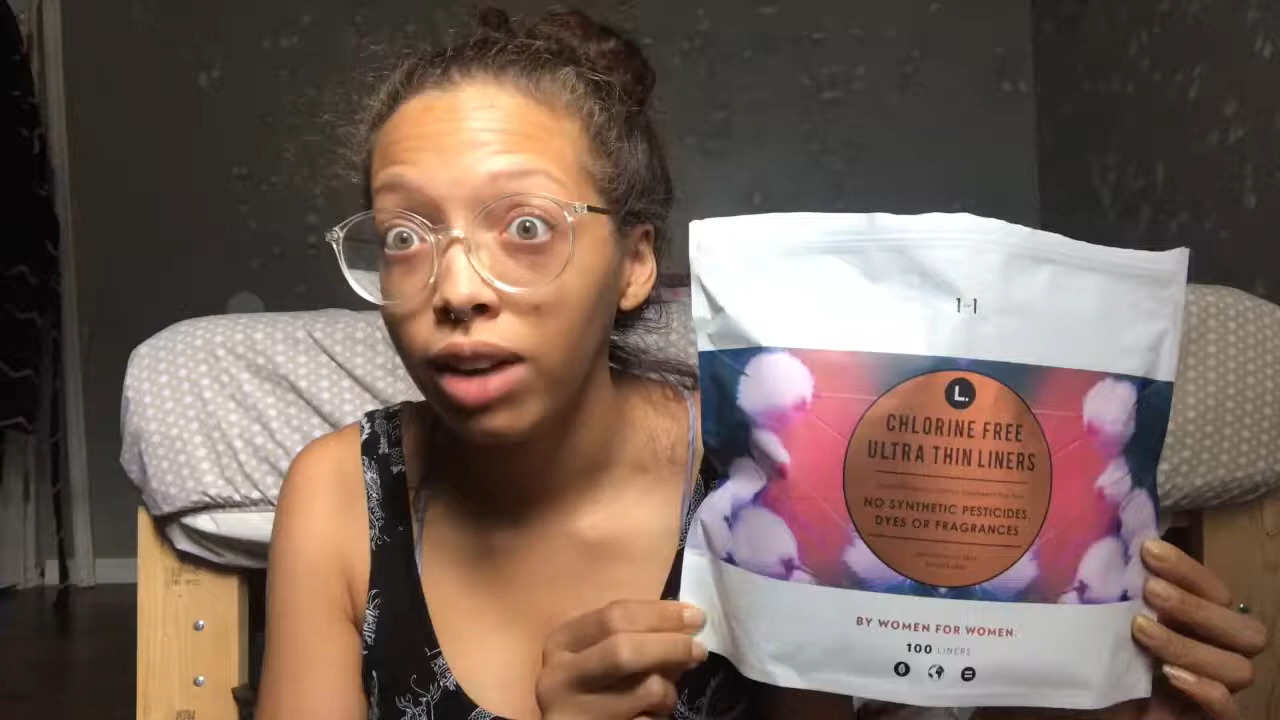 1=1
L.
CHLORINE FREE
ULTRA THIN LINERS
NO SYNTHETIC PESTICIDES
DYES OR FRAGRANCES
BY WOMEN FOR WOMEN.
100 LINERS